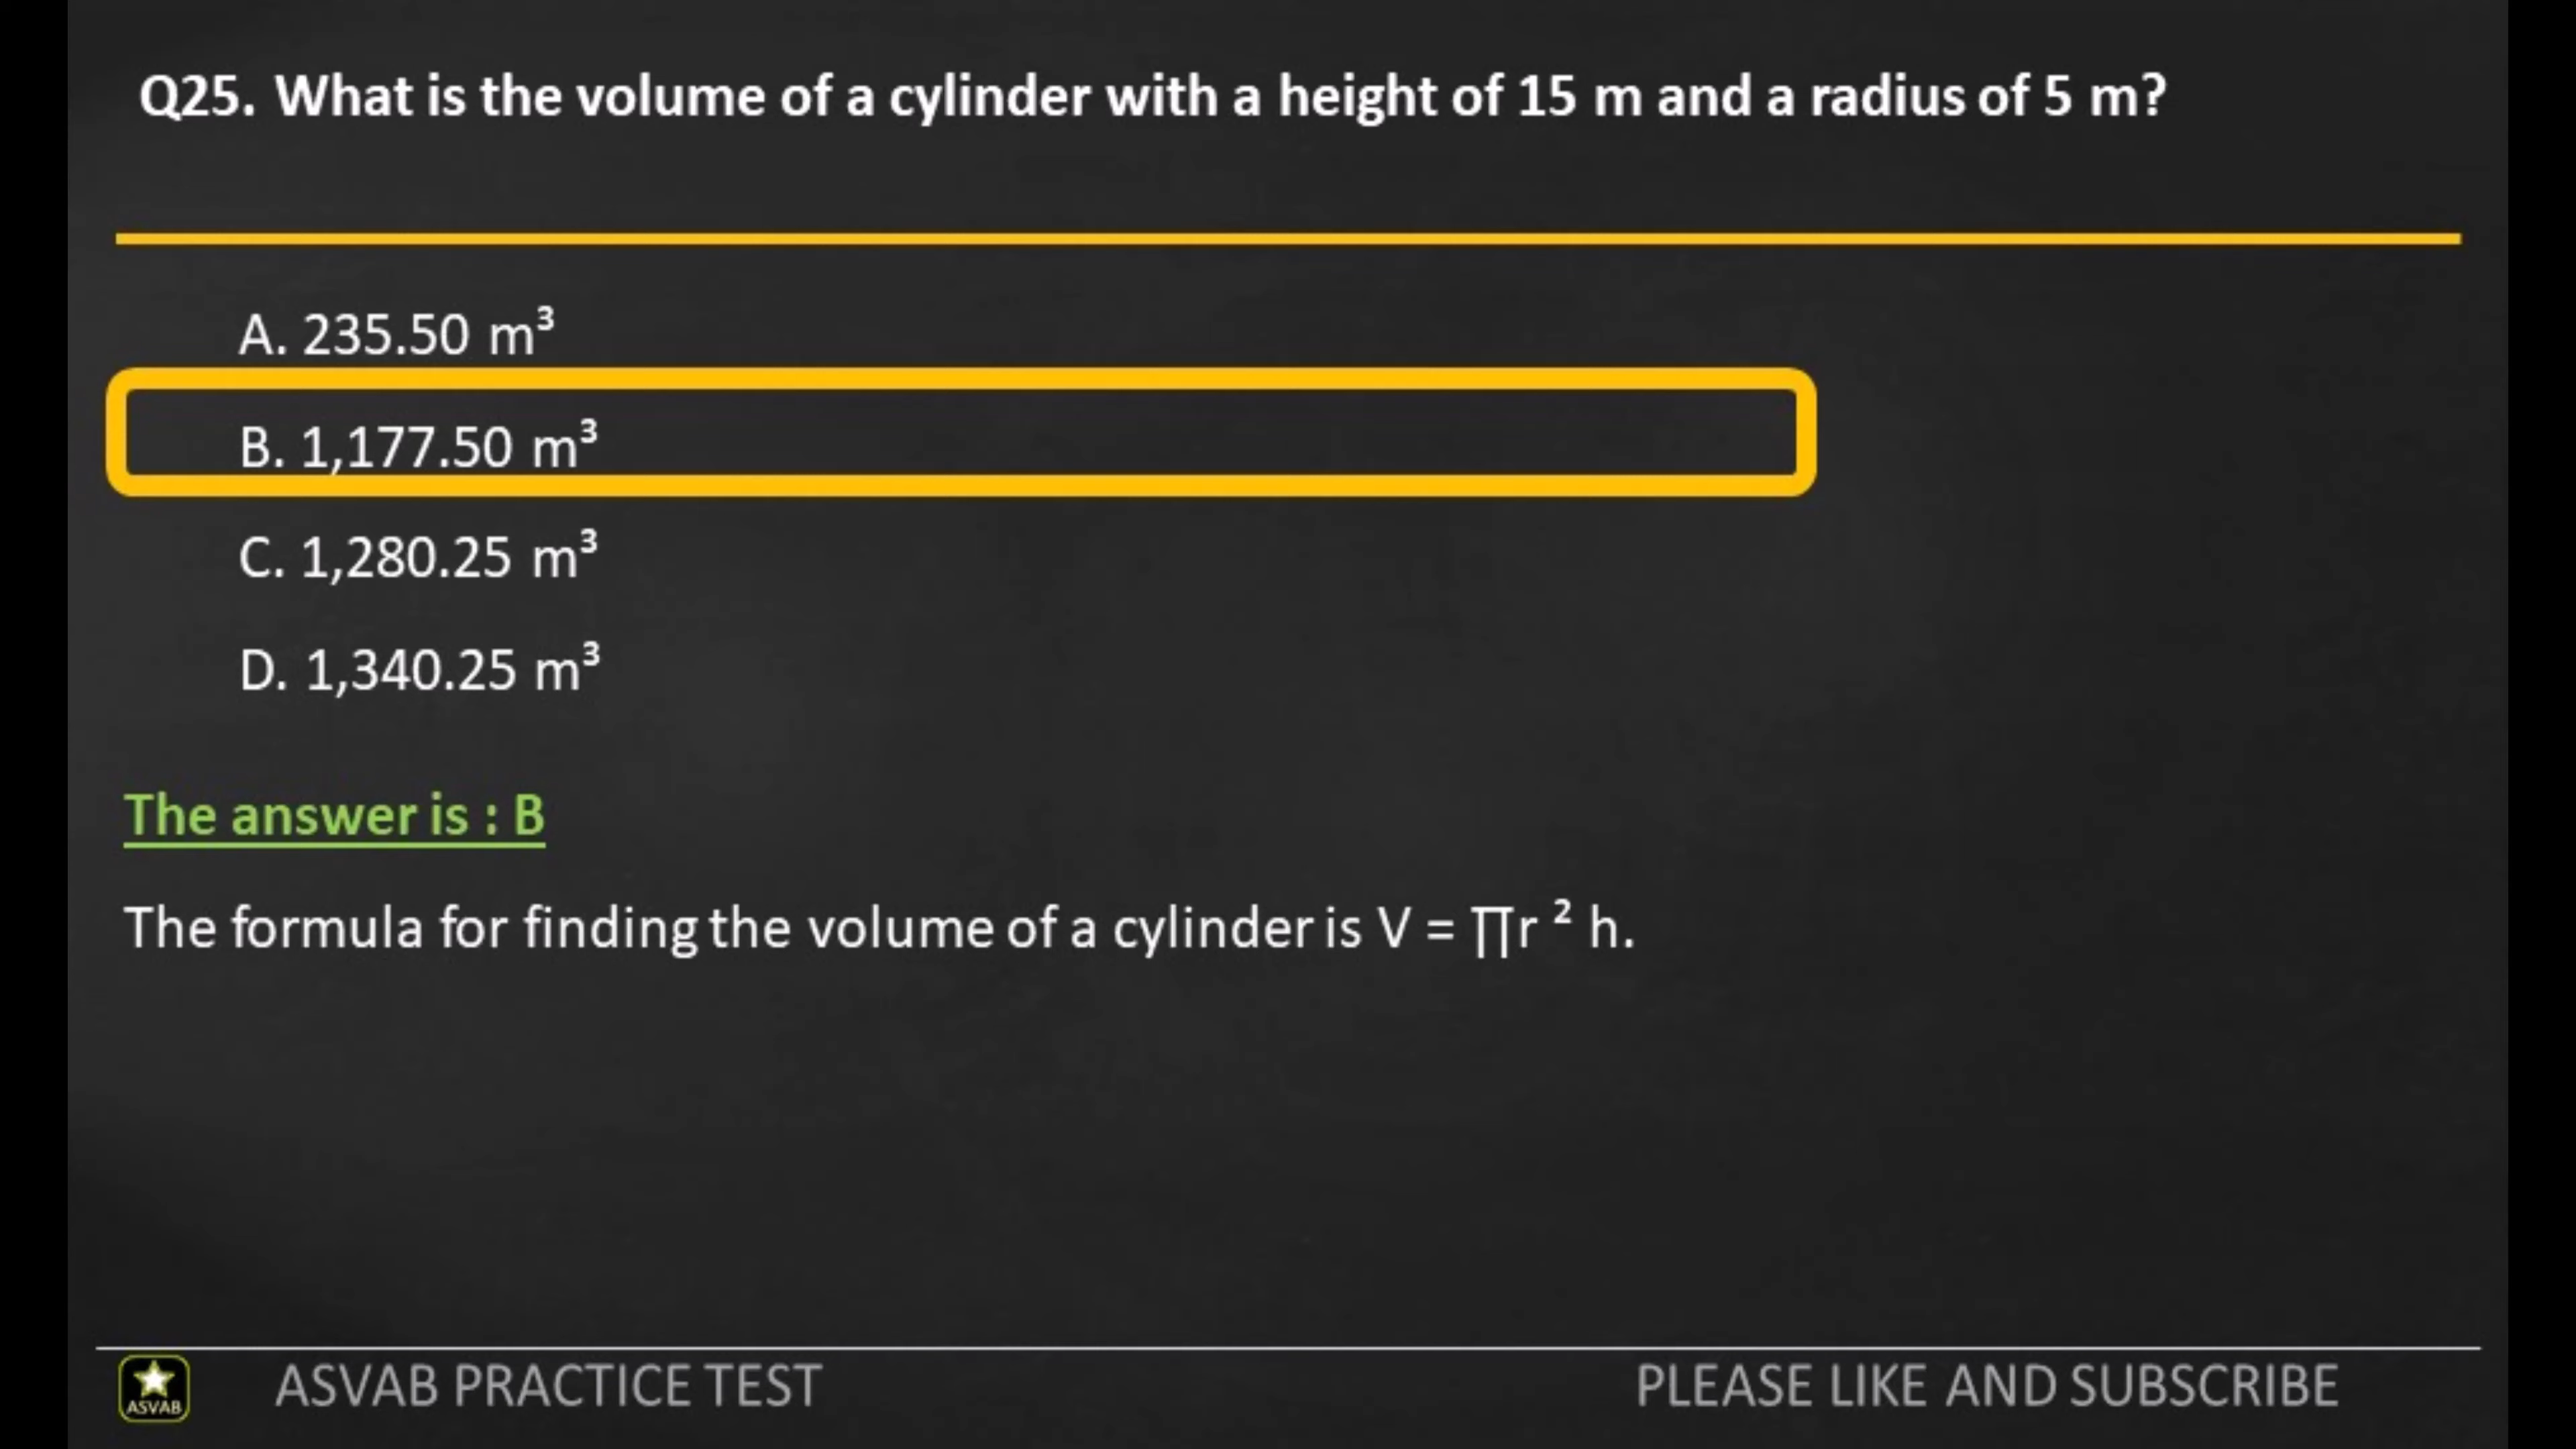 Q25. What is the volume of a cylinder with a height of 15 m and a radius of 5 m?
A. 235.50 m³
B. 1,177.50 m³
C. 1,280.25 m³
D. 1,340.25 m³
The answer is : B
The formula for finding the volume of a cylinder is V = ∏r ² h.
ASVAB
ASVAB PRACTICE TEST
PLEASE LIKE AND SUBSCRIBE